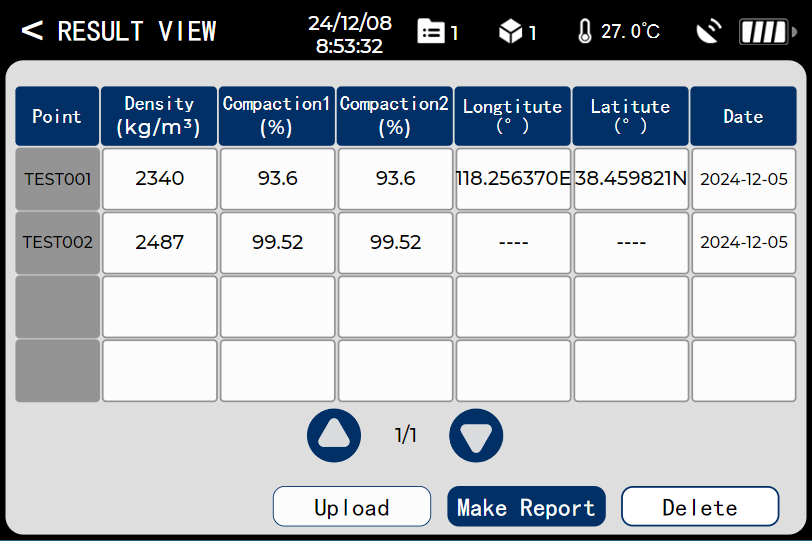 < RESULT VIEW
24/12/08
8:53:32
1
1
27.0℃
Point Density (kg/m³) Compaction1 (%) Compaction2 (%) Longtitute (°) Latitute (°) Date
TEST001 2340 93.6 93.6 118.256370E 38.459821N 2024-12-05
TEST002 2487 99.52 99.52 ---- ---- 2024-12-05
1/1
Upload Make Report Delete